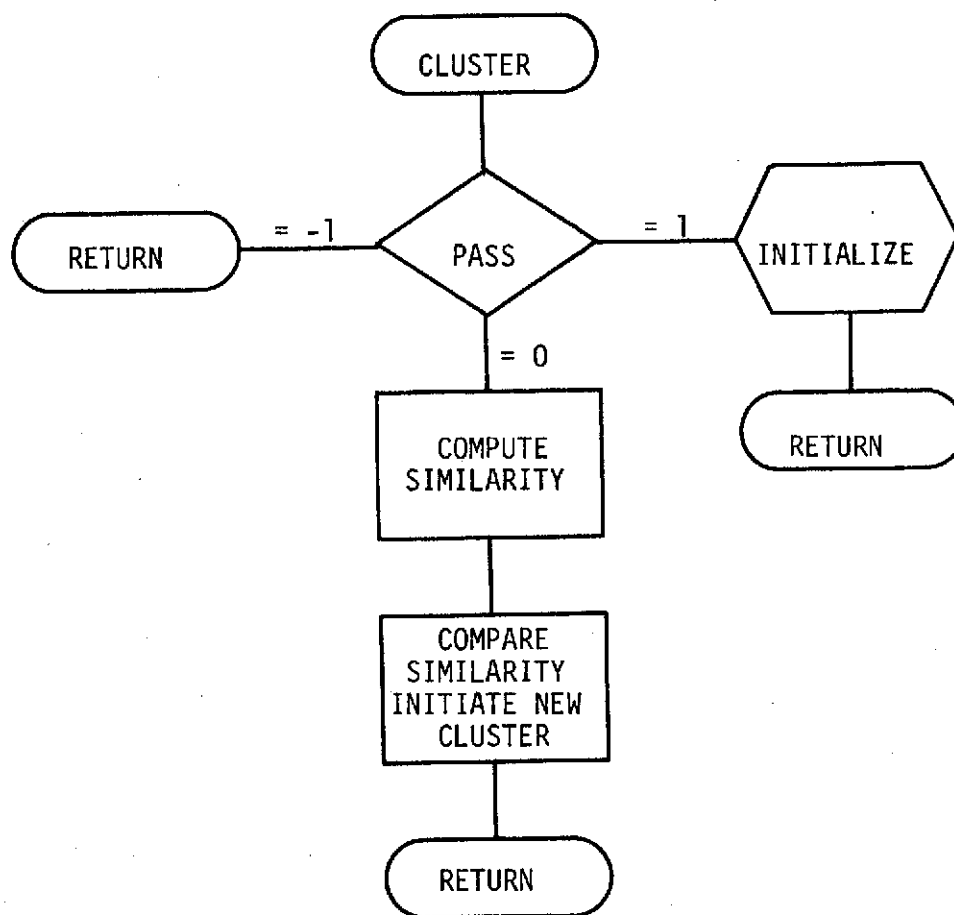 CLUSTER
= -1
= 1
RETURN
PASS
INITIALIZE
= 0
COMPUTE
SIMILARITY
RETURN
COMPARE
SIMILARITY
INITIATE NEW
CLUSTER
RETURN